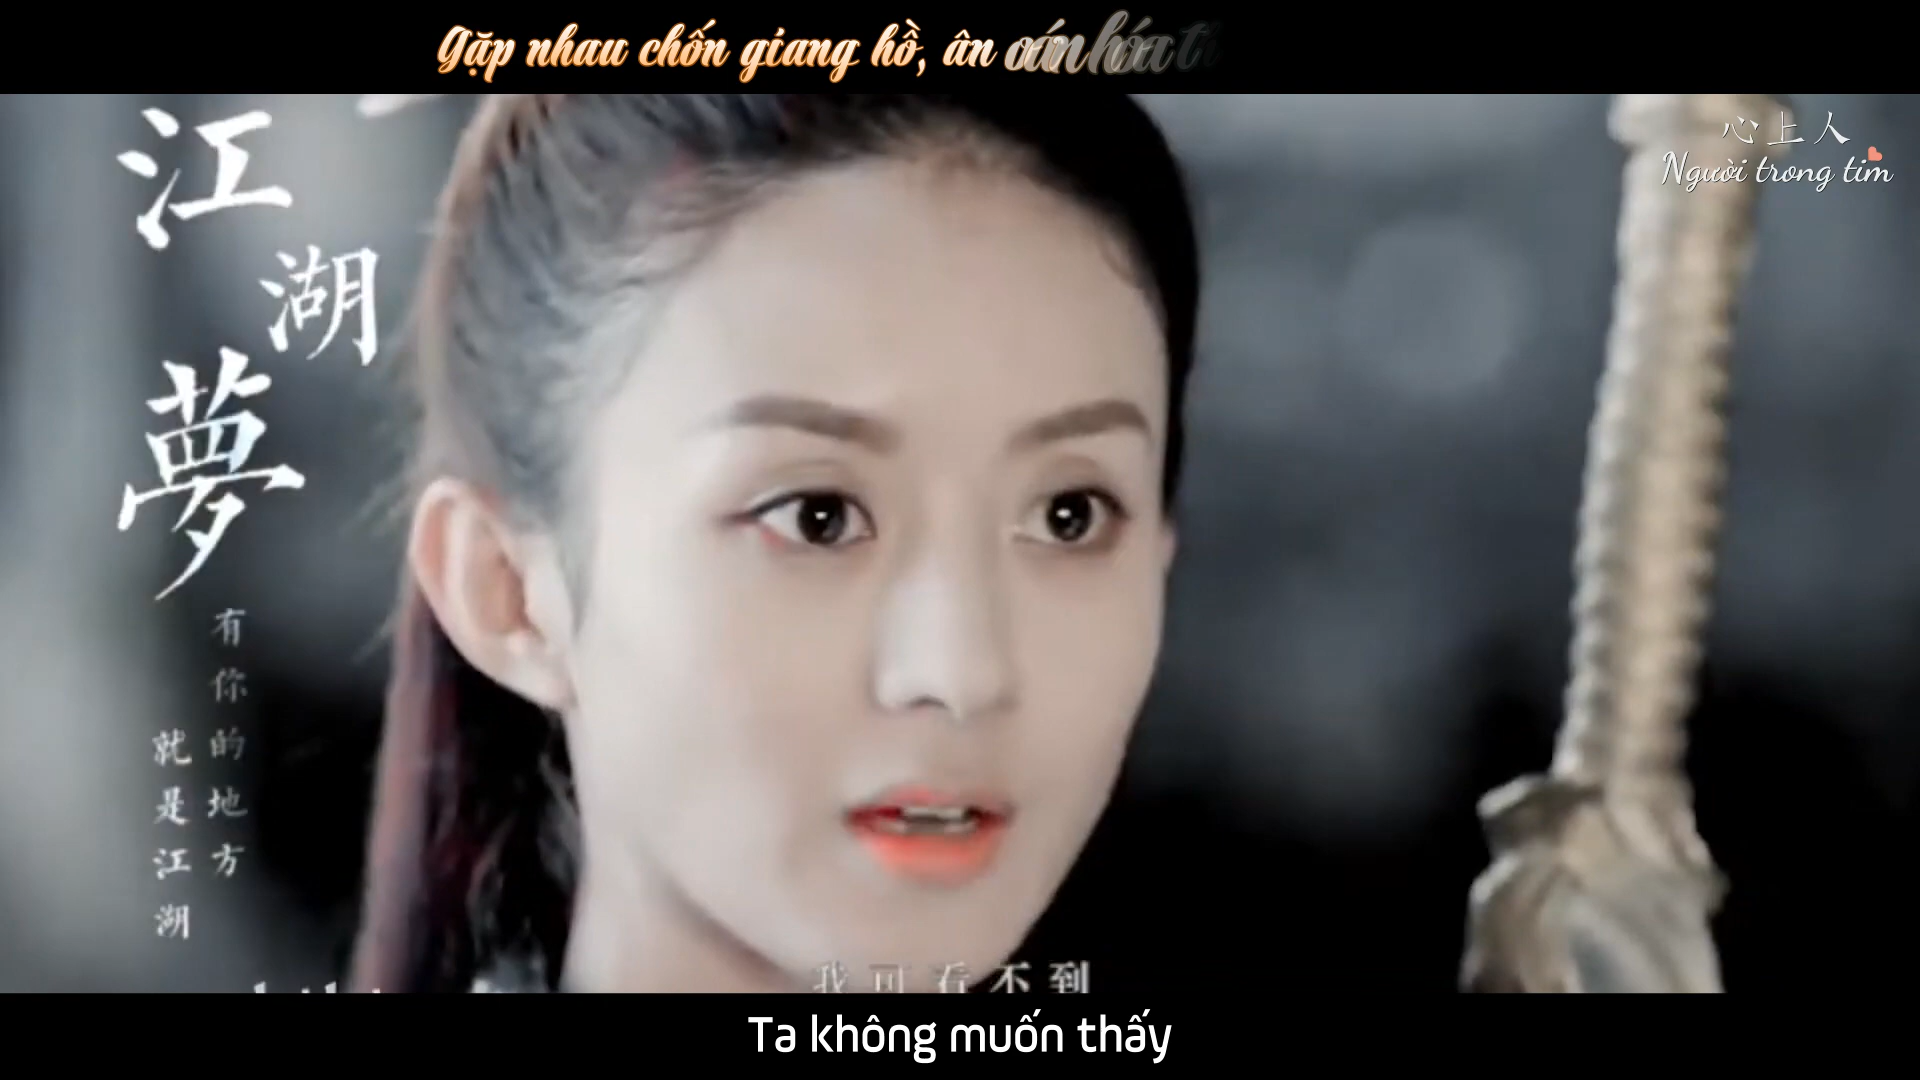 Gặp nhau chốn giang hồ, ân oán hóa
江湖夢
有你的地方
就是江湖
心上人
Người trong tim
我可看不到
Ta không muốn thấy